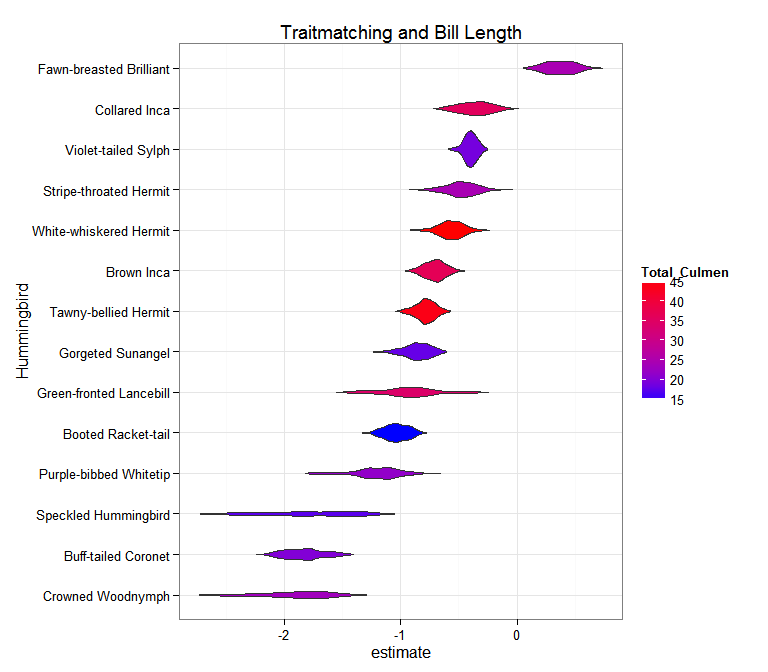 Traitmatching and Bill Length
Hummingbird
Fawn-breasted Brilliant
Collared Inca
Violet-tailed Sylph
Stripe-throated Hermit
White-whiskered Hermit
Brown Inca
Tawny-bellied Hermit
Gorgeted Sunangel
Green-fronted Lancebill
Booted Racket-tail
Purple-bibbed Whitetip
Speckled Hummingbird
Buff-tailed Coronet
Crowned Woodnymph
-2 -1 0
estimate
Total_Culmen
45
40
35
30
25
20
15